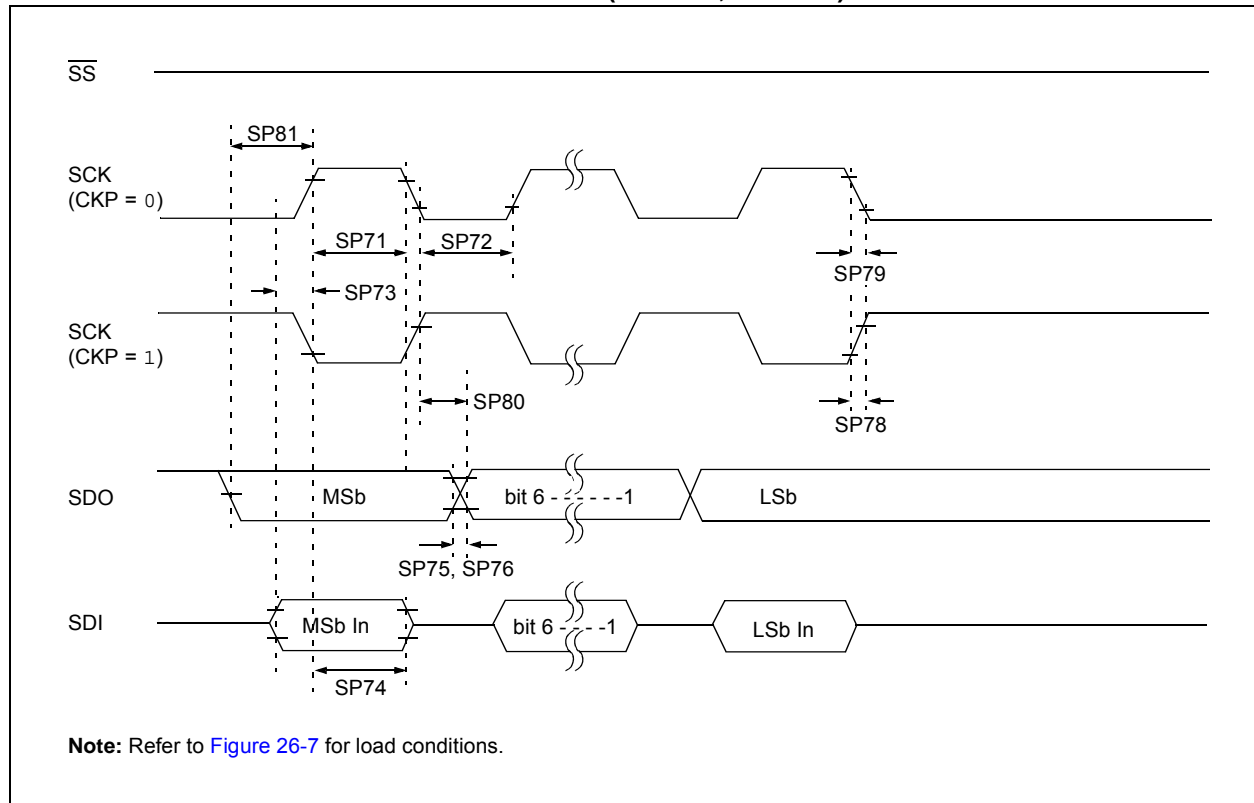 SS
SP81
SCK
(CKP = 0)
SP71
SP72
SP79
SP73
SCK
(CKP = 1)
SP80
SP78
SDO
MSb
bit 6 - - - - - -1
LSb
SP75, SP76
SDI
MSb In
bit 6 - - - -1
LSb In
SP74
Note: Refer to Figure 26-7 for load conditions.